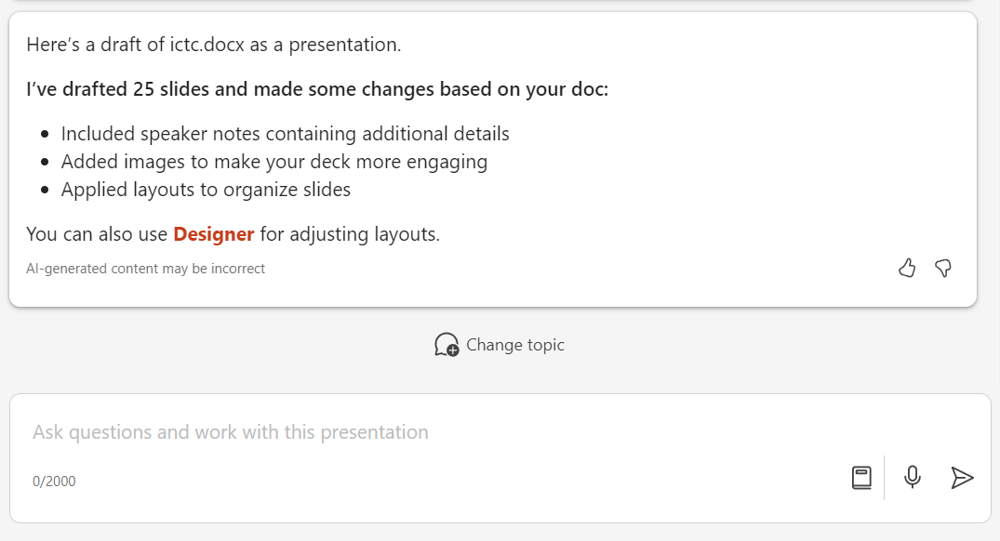 Here’s a draft of ictc.docx as a presentation.
I’ve drafted 25 slides and made some changes based on your doc:
• Included speaker notes containing additional details
• Added images to make your deck more engaging
• Applied layouts to organize slides
You can also use Designer for adjusting layouts.
AI-generated content may be incorrect
Change topic
Ask questions and work with this presentation
0/2000